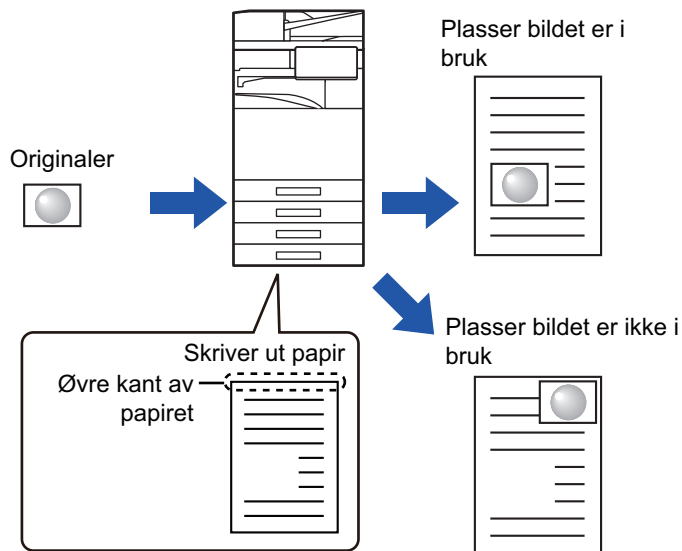 Plasser bildet er i
bruk
Originaler
Plasser bildet er ikke i
bruk
Skriver ut papir
Øvre kant av
papiret